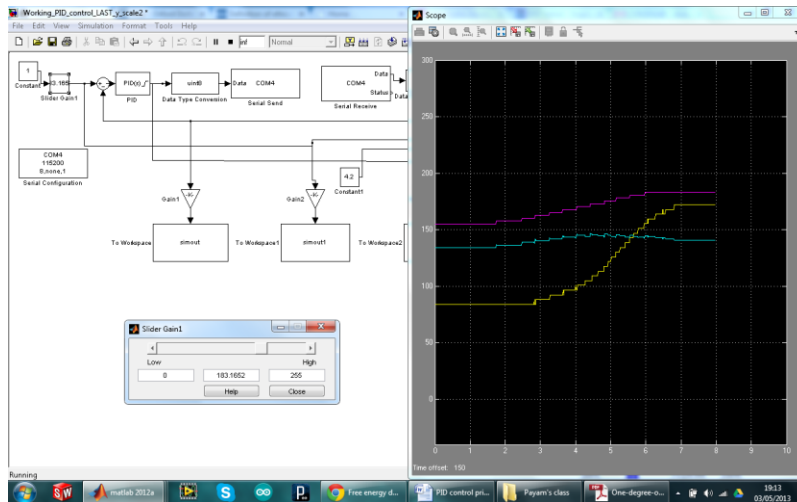 Working_PID_control_LAST_y_scale2 *
File Edit View Simulation Format Tools Help
inf
Normal
1
Constant
Slider Gain1
PID(s)
PID
uint8
Data Type Conversion
Data COM4
Serial Send
COM4
Data
Status
Serial Receive
Data
COM4
115200
8,none,1
Serial Configuration
4.2
Constant1
Gain1
Gain2
To Workspace
simout
To Workspace1
simout1
To Workspace2
Slider Gain1
Low
High
0
183.1652
255
Help
Close
Running
Scope
300
250
200
150
100
50
0
0 1 2 3 4 5 6 7 8 9 10
Time offset: 150
matlab 2012a
Free energy d...
PID control pri...
Payam's class
One-degree-o...
19:13
03/05/2013